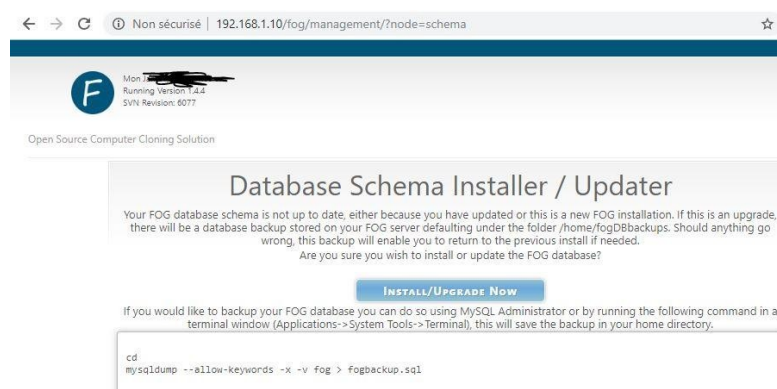 Non sécurisé | 192.168.1.10/fog/management/?node=schema
F
Mon
Running Version 1.4.4
SVN Revision: 6077
Open Source Computer Cloning Solution
Database Schema Installer / Updater
Your FOG database schema is not up to date, either because you have updated or this is a new FOG installation. If this is an upgrade,
there will be a database backup stored on your FOG server defaulting under the folder /home/fogDBbackups. Should anything go
wrong, this backup will enable you to return to the previous install if needed.
Are you sure you wish to install or update the FOG database?
Install/Upgrade Now
If you would like to backup your FOG database you can do so using MySQL Administrator or by running the following command in a
terminal window (Applications->System Tools->Terminal), this will save the backup in your home directory.
cd
mysqldump --allow-keywords -x -v fog > fogbackup.sql